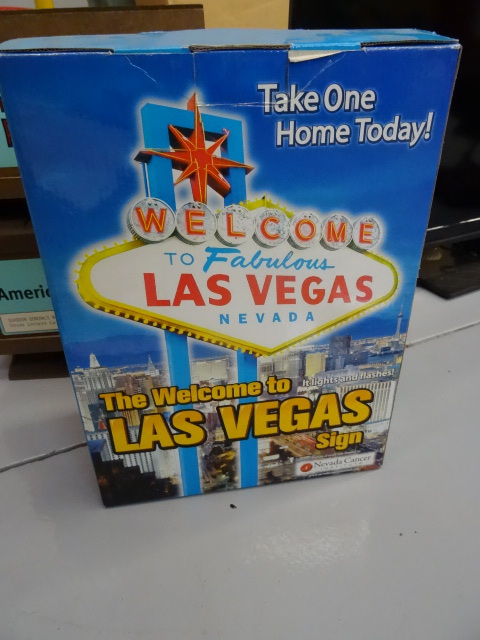 Take One
Home Today!
WELCOME
TO Fabulous
LAS VEGAS
NEVADA
It lights and flashes!
The Welcome to
LAS VEGAS
Sign
Nevada Cancer
Americ